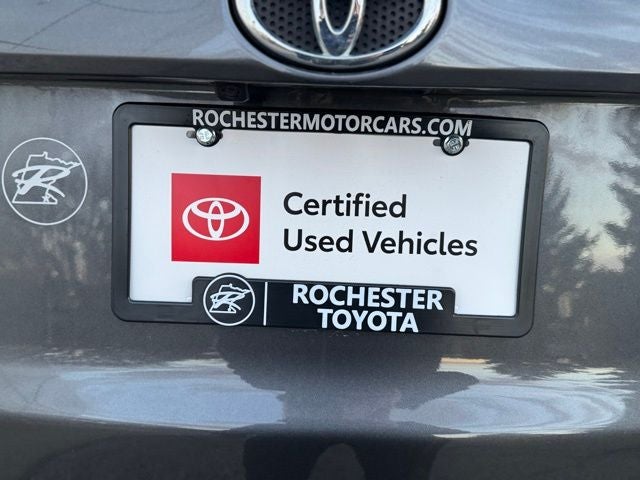 ROCHESTERMOTORCARS.COM
Certified
Used Vehicles
ROCHESTER
TOYOTA